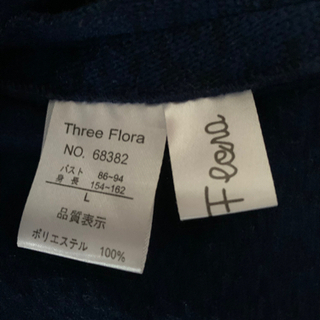 Three Flora
NO. 68382
バスト 86~94
身長 154~162
L
品質表示
ポリエステル 100%
Flora